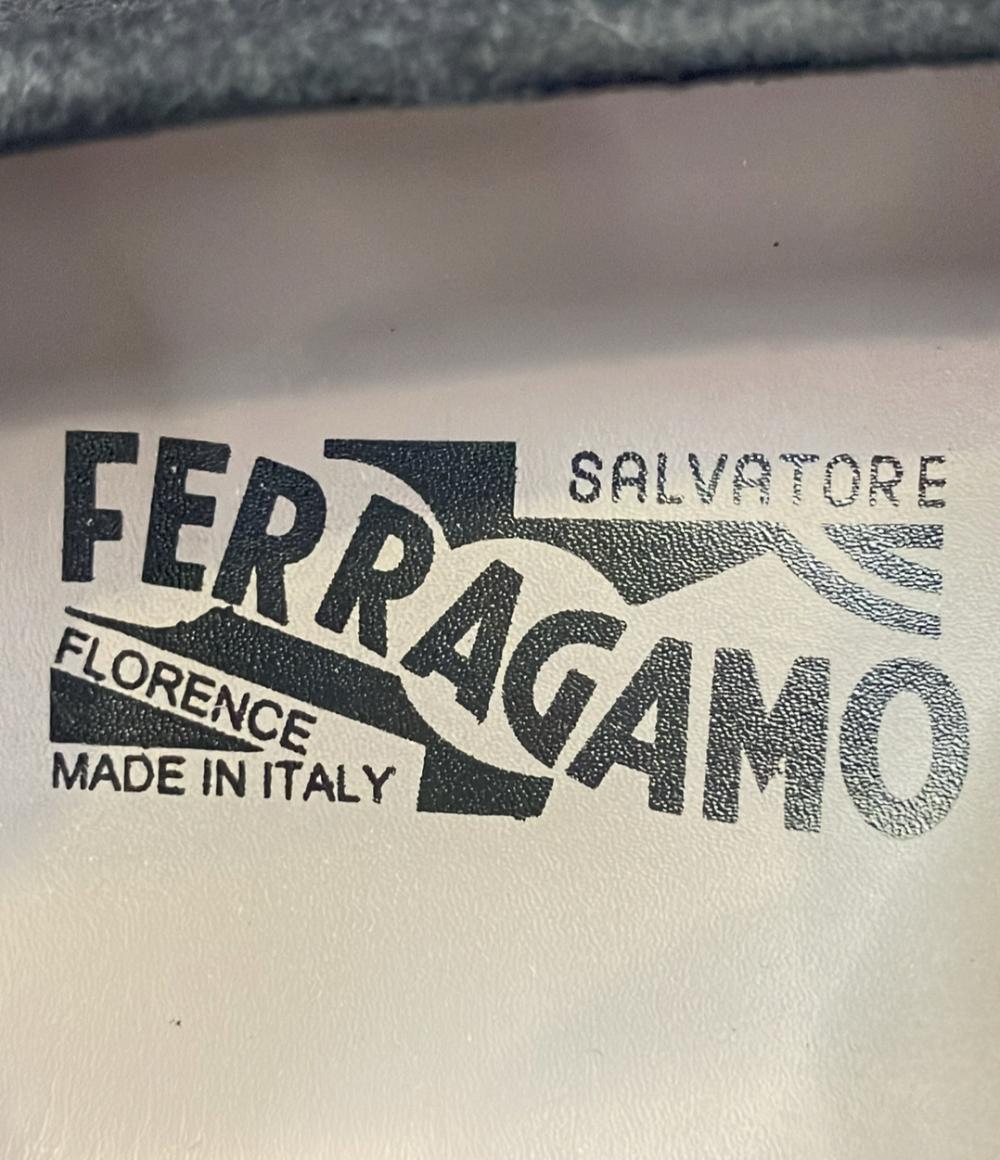 SALVATORE
FERRAGAMO
FLORENCE
MADE IN ITALY